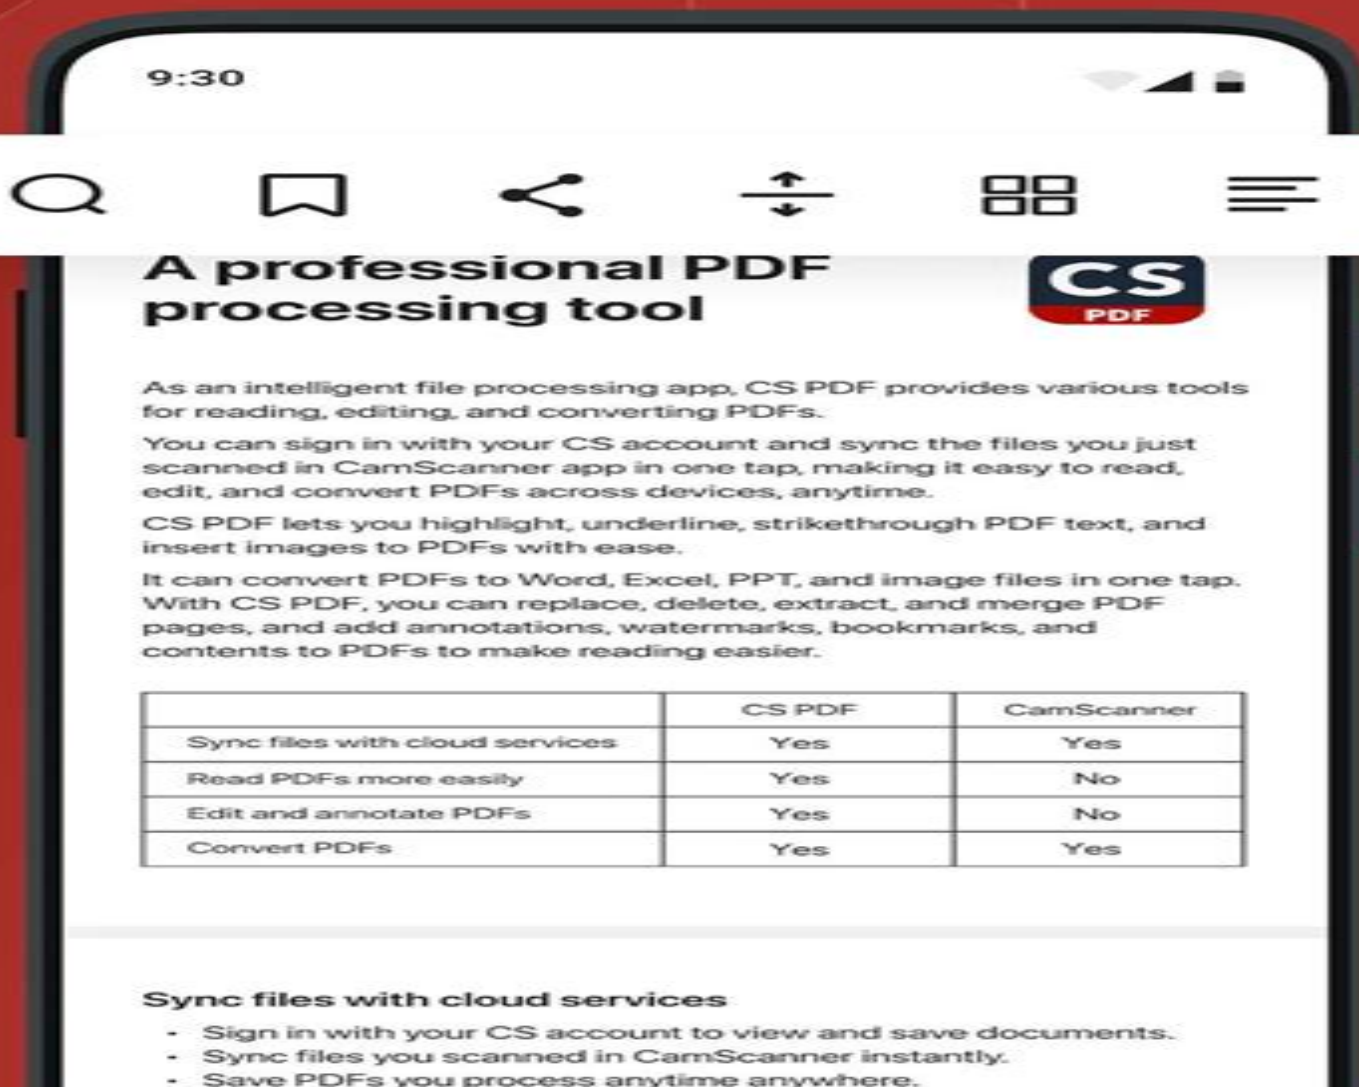 9:30
A professional PDF
processing tool
CS
PDF
As an intelligent file processing app, CS PDF provides various tools
for reading, editing, and converting PDFs.
You can sign in with your CS account and sync the files you just
scanned in CamScanner app in one tap, making it easy to read,
edit, and convert PDFs across devices, anytime.
CS PDF lets you highlight, underline, strikethrough PDF text, and
insert images to PDFs with ease.
It can convert PDFs to Word, Excel, PPT, and image files in one tap.
With CS PDF, you can replace, delete, extract, and merge PDF
pages, and add annotations, watermarks, bookmarks, and
contents to PDFs to make reading easier.
CS PDF CamScanner
Sync files with cloud services Yes Yes
Read PDFs more easily Yes No
Edit and annotate PDFs Yes No
Convert PDFs Yes Yes
Sync files with cloud services
- Sign in with your CS account to view and save documents.
- Sync files you scanned in CamScanner instantly.
- Save PDFs you process anytime anywhere.